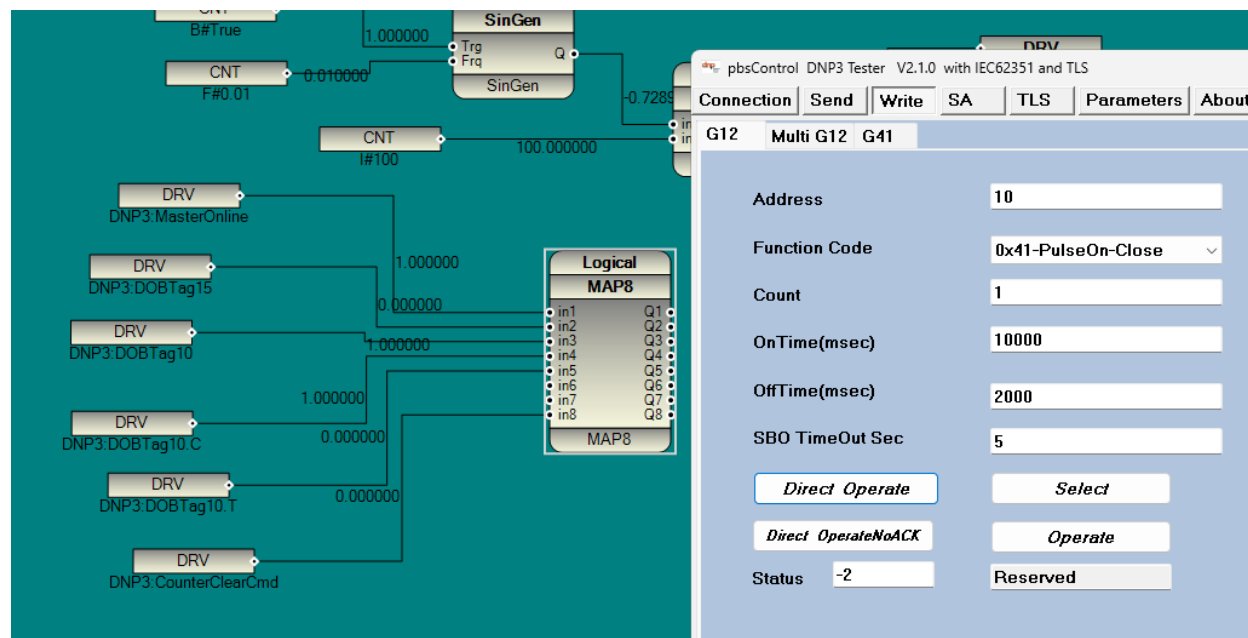 CNT
B#True
1.000000
SinGen
Trg
Frq
Q
SinGen
CNT
F#0.01
0.010000
-0.7289
CNT
I#100
100.000000
in
in
DRV
DRV
DNP3:MasterOnline
1.000000
DRV
DNP3:DOBTag15
0.000000
DRV
DNP3:DOBTag10
1.000000
DRV
DNP3:DOBTag10.C
1.000000
0.000000
DRV
DNP3:DOBTag10.T
0.000000
DRV
DNP3:CounterClearCmd
Logical
MAP8
in1 Q1
in2 Q2
in3 Q3
in4 Q4
in5 Q5
in6 Q6
in7 Q7
in8 Q8
MAP8
pbsControl DNP3 Tester V2.1.0 with IEC62351 and TLS
Connection Send Write SA TLS Parameters About
G12 Multi G12 G41
Address 10
Function Code 0x41-PulseOn-Close
Count 1
OnTime(msec) 10000
OffTime(msec) 2000
SBO TimeOut Sec 5
Direct Operate Select
Direct OperateNoACK Operate
Status -2 Reserved